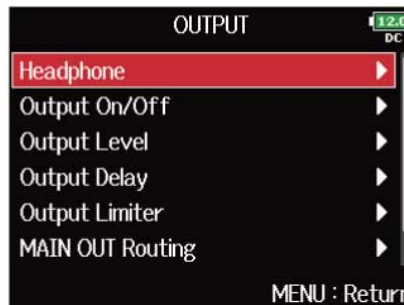 OUTPUT
12.0
DC
Headphone
Output On/Off
Output Level
Output Delay
Output Limiter
MAIN OUT Routing
MENU : Return